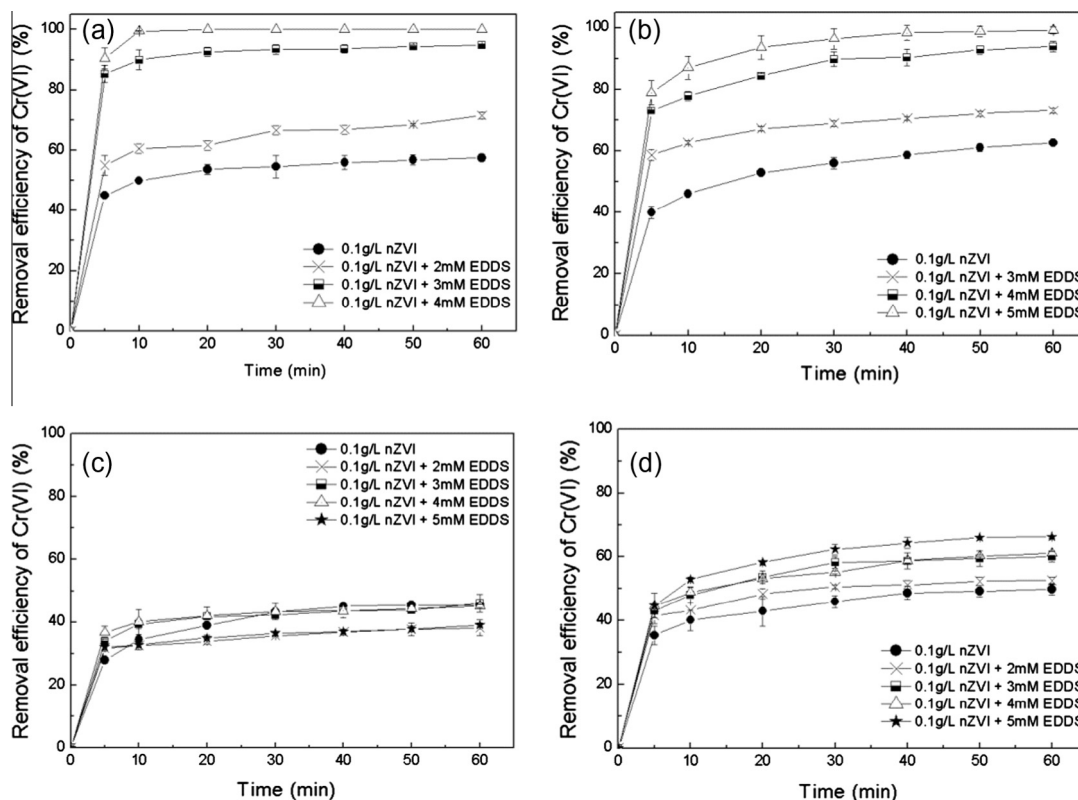 (a)
Removal efficiency of Cr(VI) (%)
100
80
60
40
20
0
0.1g/L nZVI
0.1g/L nZVI + 2mM EDDS
0.1g/L nZVI + 3mM EDDS
0.1g/L nZVI + 4mM EDDS
0 10 20 30 40 50 60
Time (min)
(b)
Removal efficiency of Cr(VI) (%)
100
80
60
40
20
0
0.1g/L nZVI
0.1g/L nZVI + 3mM EDDS
0.1g/L nZVI + 4mM EDDS
0.1g/L nZVI + 5mM EDDS
0 10 20 30 40 50 60
Time (min)
(c)
Removal efficiency of Cr(VI) (%)
100
80
60
40
20
0
0.1g/L nZVI
0.1g/L nZVI + 2mM EDDS
0.1g/L nZVI + 3mM EDDS
0.1g/L nZVI + 4mM EDDS
0.1g/L nZVI + 5mM EDDS
0 10 20 30 40 50 60
Time (min)
(d)
Removal efficiency of Cr(VI) (%)
100
80
60
40
20
0
0.1g/L nZVI
0.1g/L nZVI + 2mM EDDS
0.1g/L nZVI + 3mM EDDS
0.1g/L nZVI + 4mM EDDS
0.1g/L nZVI + 5mM EDDS
0 10 20 30 40 50 60
Time (min)